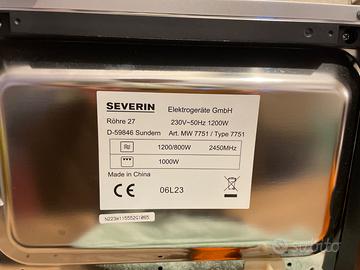 SEVERIN Elektrogeräte GmbH
Röhre 27 230V~50Hz 1200W
D-59846 Sundern Art. MW 7751 / Type 7751
1200/800W 2450MHz
1000W
Made in China
CE 06L23
subito